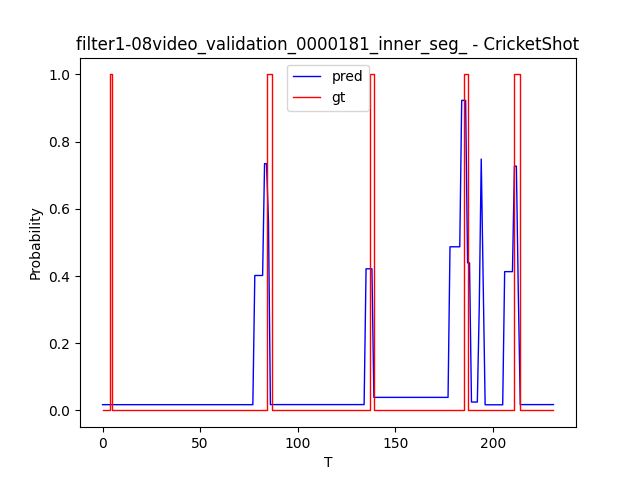 filter1-08video_validation_0000181_inner_seg_ - CricketShot
pred
gt
1.0
0.8
0.6
0.4
0.2
0.0
Probability
0
50
100
150
200
T